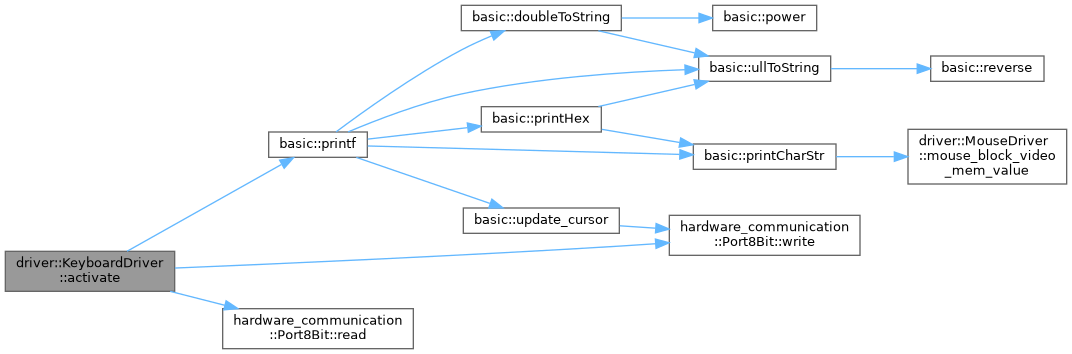 basic::doubleToString
basic::power
basic::ullToString
basic::reverse
basic::printHex
basic::printf
basic::printCharStr
driver::MouseDriver
::mouse_block_video
_mem_value
basic::update_cursor
hardware_communication
::Port8Bit::write
driver::KeyboardDriver
::activate
hardware_communication
::Port8Bit::read